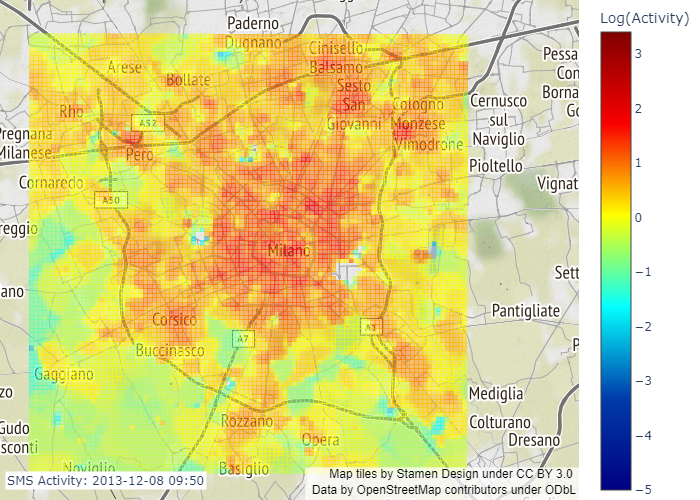 Paderno
Dugnano
Cinisello
Balsamo
Arese
Bollate
Sesto
San
Giovanni
Rho
A52
Cologno
Monzese
Vimodrone
Cernusco
sul
Naviglio
Pessa
Con
Borna
Go
Pregnana
Milanese
Pero
Pioltello
Cornaredo
A50
Vignat
reggio
Milano
Sett
ano
Pantigliate
Corsico
A7
A1
Buccinasco
P
Gaggiano
zo
Mediglia
Rozzano
Colturano
Dresano
Gudo
sconti
Opera
Noviglio
Basiglio
SMS Activity: 2013-12-08 09:50
Map tiles by Stamen Design under CC BY 3.0
Data by OpenStreetMap contributors under ODbL
Log(Activity)
3
2
1
0
−1
−2
−3
−4
−5